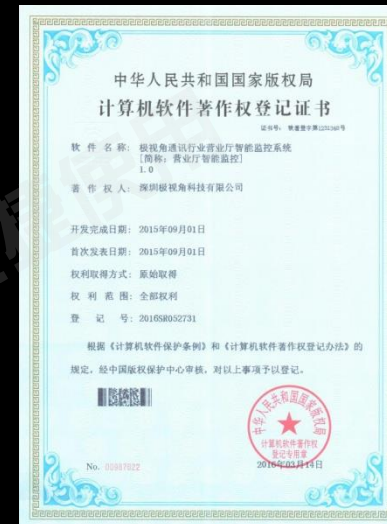 中华人民共和国国家版权局
计算机软件著作权登记证书
软 件 名 称： 极视角通讯行业营业厅智能监控系统
[简称：营业厅智能监控]
1.0
著 作 权 人： 深圳极视角科技有限公司
开发完成日期： 2015年09月01日
首次发表日期： 2015年09月01日
权利取得方式： 原始取得
权 利 范 围： 全部权利
登 记 号： 2016SR052731
根据《计算机软件保护条例》和《计算机软件著作权登记办法》的
规定，经中国版权保护中心审核，对以上事项予以登记。
中华人民共和国国家版权局
计算机软件著作权
登记专用章
2016年03月14日
No.